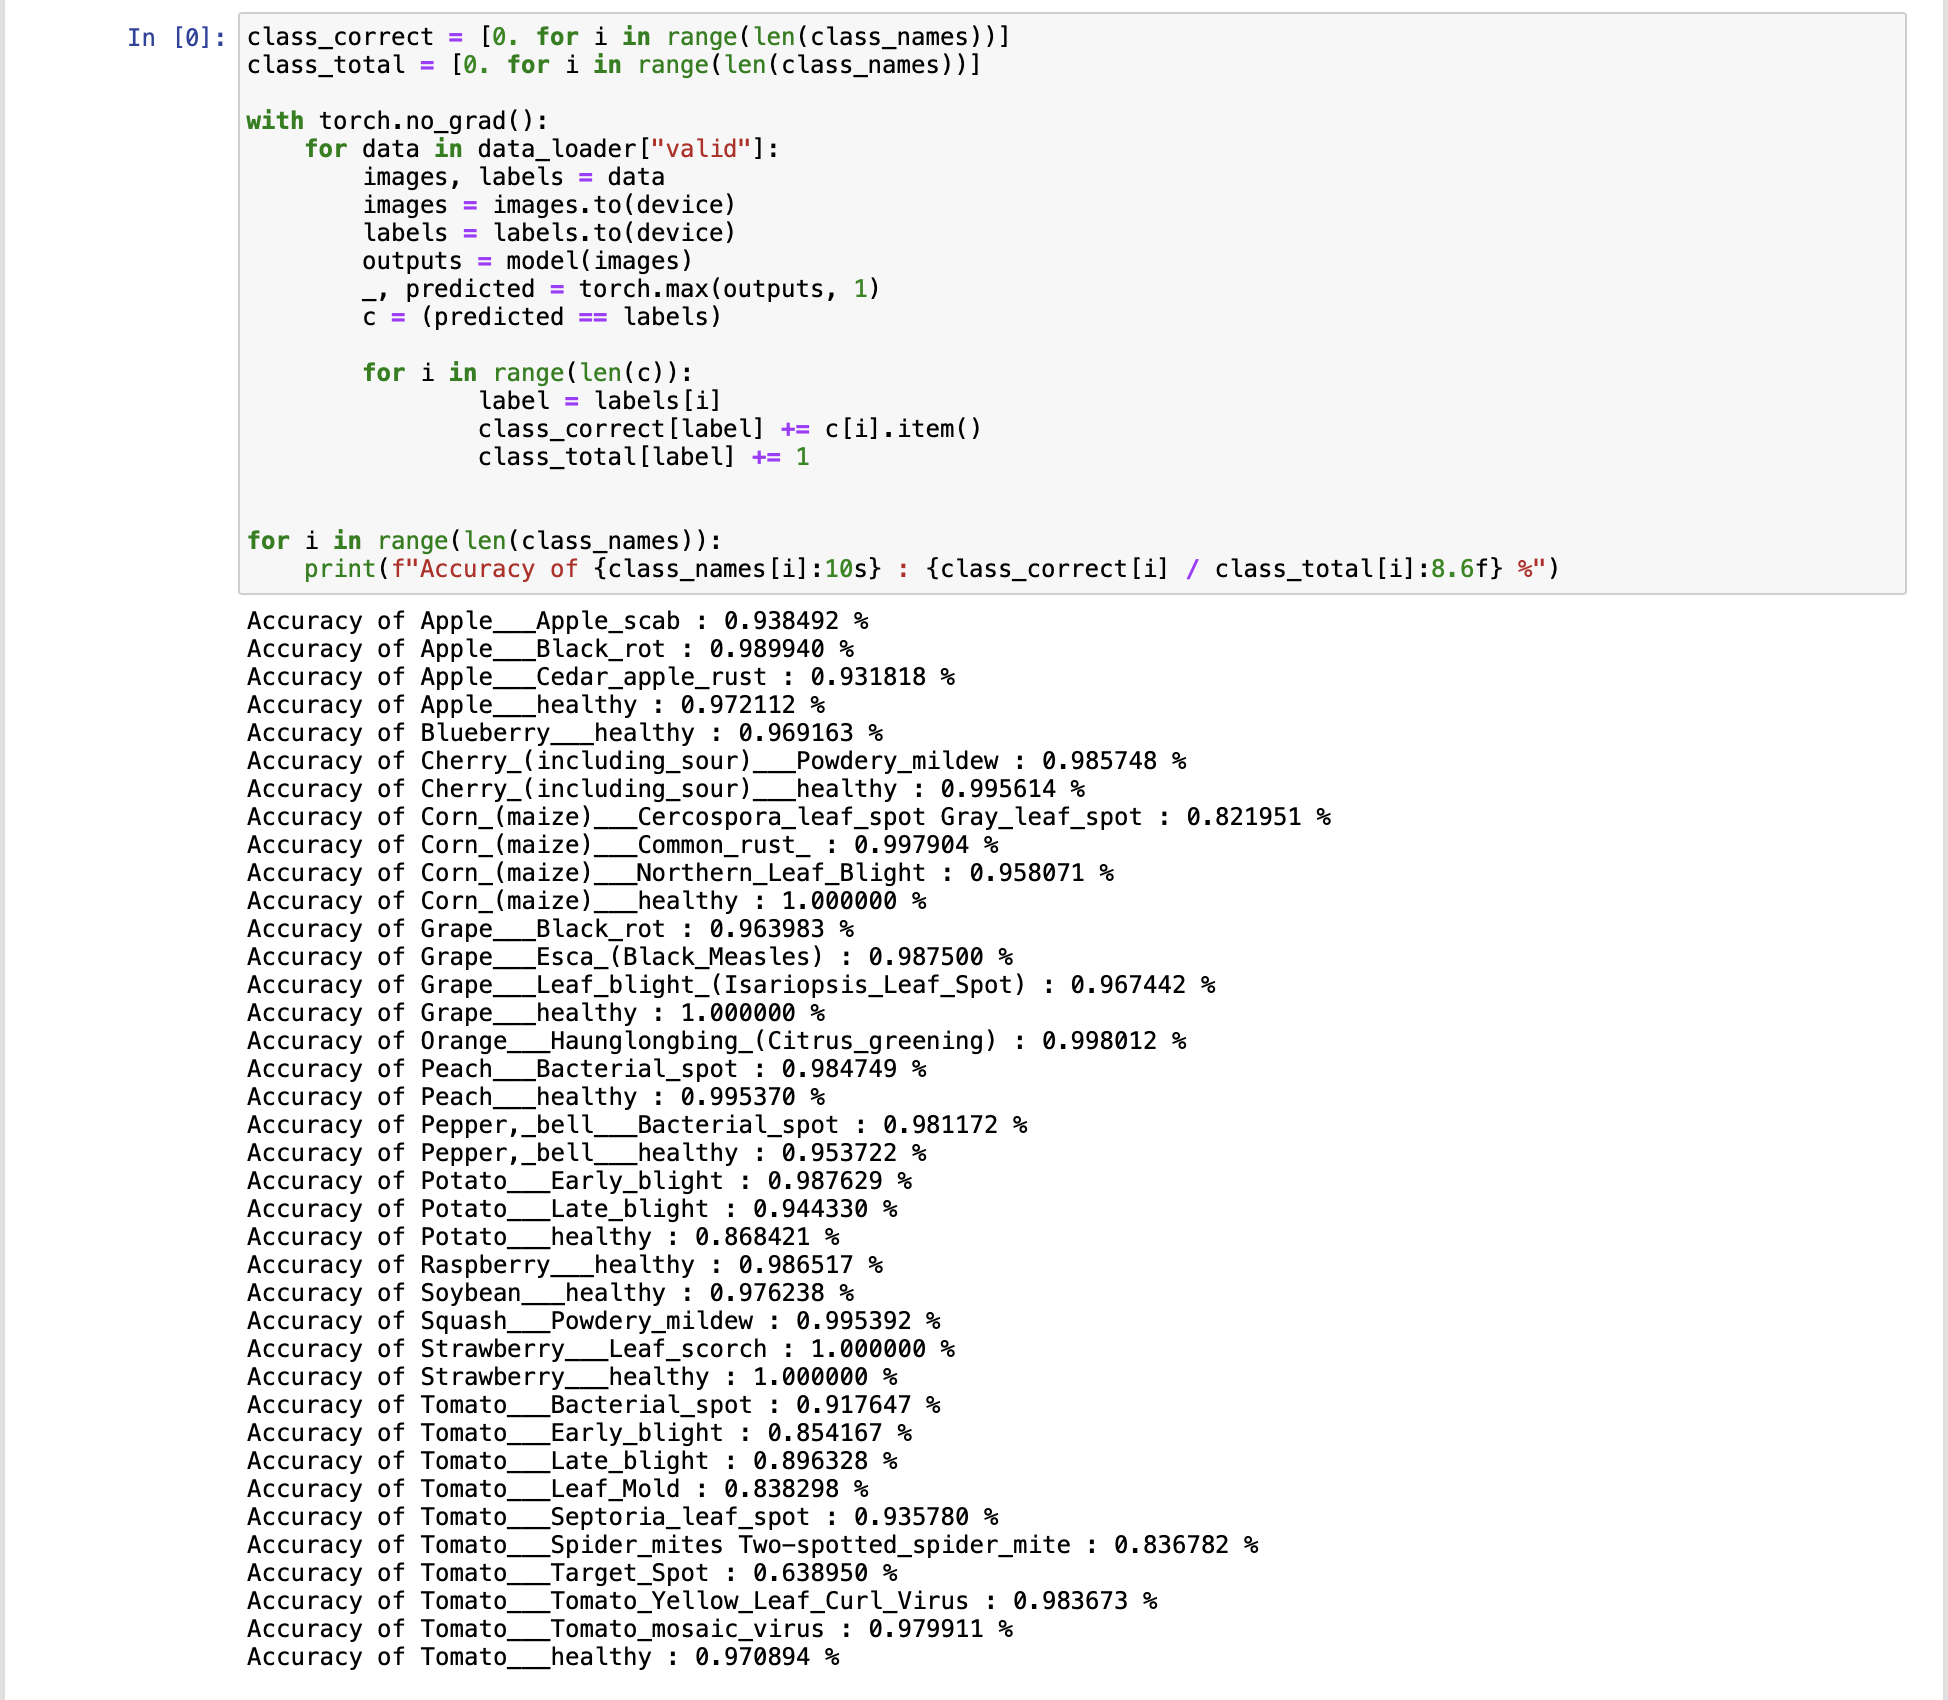 In [0]: class_correct = [0. for i in range(len(class_names))]
class_total = [0. for i in range(len(class_names))]
with torch.no_grad():
    for data in data_loader["valid"]:
        images, labels = data
        images = images.to(device)
        labels = labels.to(device)
        outputs = model(images)
        _, predicted = torch.max(outputs, 1)
        c = (predicted == labels)
        for i in range(len(c)):
                label = labels[i]
                class_correct[label] += c[i].item()
                class_total[label] += 1
for i in range(len(class_names)):
    print(f"Accuracy of {class_names[i]:10s} : {class_correct[i] / class_total[i]:8.6f} %")
Accuracy of Apple___Apple_scab : 0.938492 %
Accuracy of Apple___Black_rot : 0.989940 %
Accuracy of Apple___Cedar_apple_rust : 0.931818 %
Accuracy of Apple___healthy : 0.972112 %
Accuracy of Blueberry___healthy : 0.969163 %
Accuracy of Cherry_(including_sour)___Powdery_mildew : 0.985748 %
Accuracy of Cherry_(including_sour)___healthy : 0.995614 %
Accuracy of Corn_(maize)___Cercospora_leaf_spot Gray_leaf_spot : 0.821951 %
Accuracy of Corn_(maize)___Common_rust_ : 0.997904 %
Accuracy of Corn_(maize)___Northern_Leaf_Blight : 0.958071 %
Accuracy of Corn_(maize)___healthy : 1.000000 %
Accuracy of Grape___Black_rot : 0.963983 %
Accuracy of Grape___Esca_(Black_Measles) : 0.987500 %
Accuracy of Grape___Leaf_blight_(Isariopsis_Leaf_Spot) : 0.967442 %
Accuracy of Grape___healthy : 1.000000 %
Accuracy of Orange___Haunglongbing_(Citrus_greening) : 0.998012 %
Accuracy of Peach___Bacterial_spot : 0.984749 %
Accuracy of Peach___healthy : 0.995370 %
Accuracy of Pepper,_bell___Bacterial_spot : 0.981172 %
Accuracy of Pepper,_bell___healthy : 0.953722 %
Accuracy of Potato___Early_blight : 0.987629 %
Accuracy of Potato___Late_blight : 0.944330 %
Accuracy of Potato___healthy : 0.868421 %
Accuracy of Raspberry___healthy : 0.986517 %
Accuracy of Soybean___healthy : 0.976238 %
Accuracy of Squash___Powdery_mildew : 0.995392 %
Accuracy of Strawberry___Leaf_scorch : 1.000000 %
Accuracy of Strawberry___healthy : 1.000000 %
Accuracy of Tomato___Bacterial_spot : 0.917647 %
Accuracy of Tomato___Early_blight : 0.854167 %
Accuracy of Tomato___Late_blight : 0.896328 %
Accuracy of Tomato___Leaf_Mold : 0.838298 %
Accuracy of Tomato___Septoria_leaf_spot : 0.935780 %
Accuracy of Tomato___Spider_mites Two-spotted_spider_mite : 0.836782 %
Accuracy of Tomato___Target_Spot : 0.638950 %
Accuracy of Tomato___Tomato_Yellow_Leaf_Curl_Virus : 0.983673 %
Accuracy of Tomato___Tomato_mosaic_virus : 0.979911 %
Accuracy of Tomato___healthy : 0.970894 %